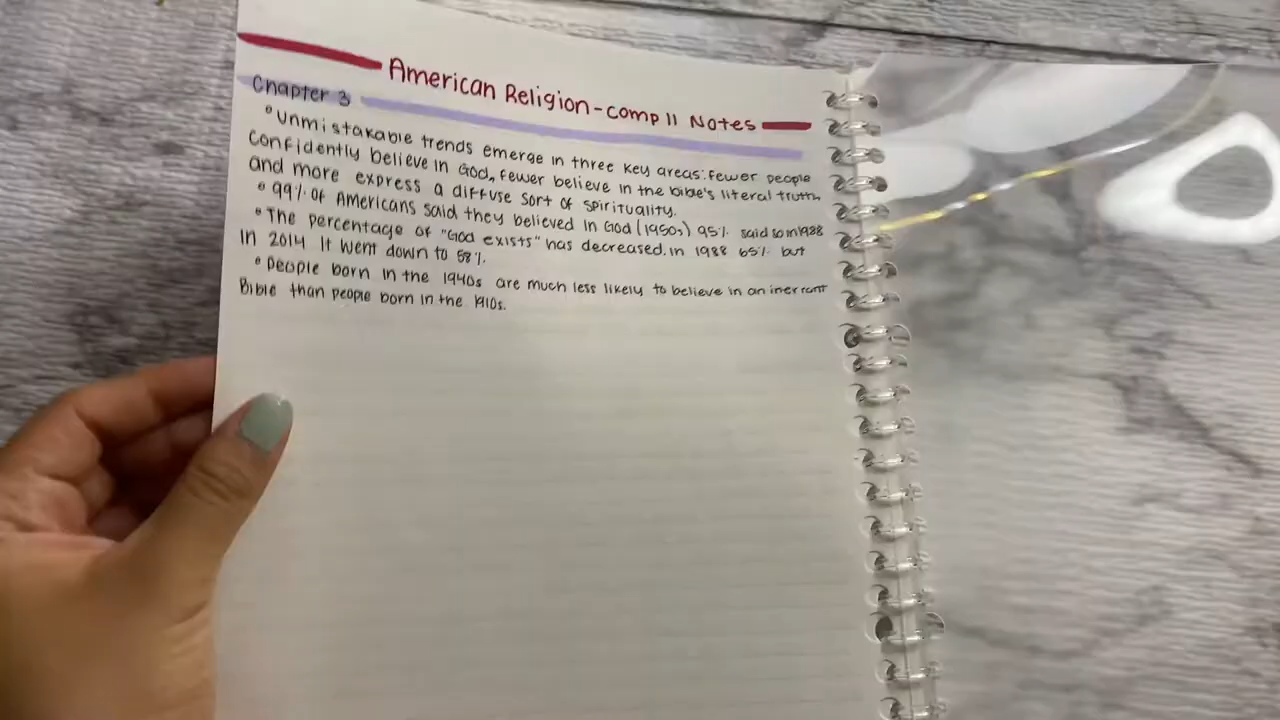 American Religion - comp 11 Notes
Chapter 3
° Unmistakable trends emerge in three key areas: fewer people
confidently believe in God, fewer believe in the bible's literal truth,
and more express a diffuse sort of spirituality.
° 99% of Americans said they believed in God (1950s) 95% said so in 1988
° The percentage of "God exists" has decreased. in 1988 65% but
in 2014 it went down to 58%.
° People born in the 1940s are much less likely to believe in an inerrant
Bible than people born in the 1910s.